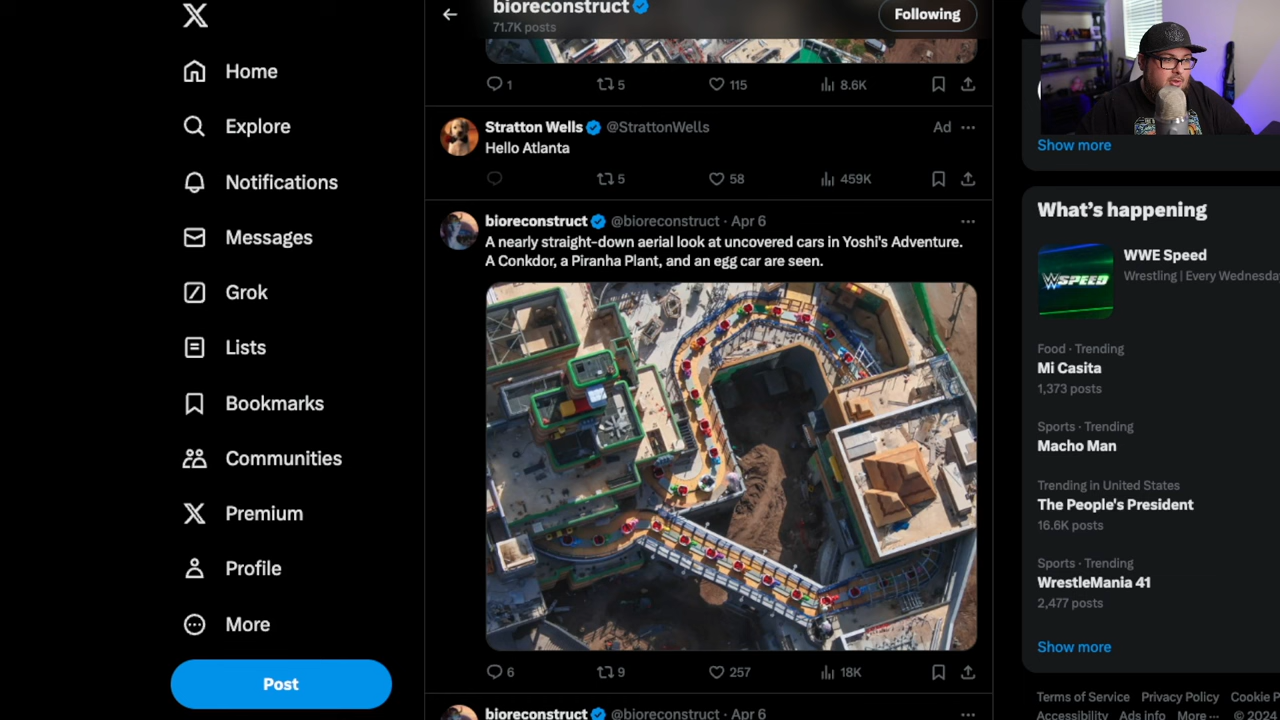 bioreconstruct
71.7K posts
Following
Home
Explore
Notifications
Messages
Grok
Lists
Bookmarks
Communities
Premium
Profile
More
Post
1
5
115
8.6K
Stratton Wells @StrattonWells
Ad
Hello Atlanta
5
58
459K
bioreconstruct @bioreconstruct · Apr 6
A nearly straight-down aerial look at uncovered cars in Yoshi's Adventure.
A Conkdor, a Piranha Plant, and an egg car are seen.
6
9
257
18K
bioreconstruct @bioreconstruct · Apr 6
Show more
What's happening
SPEED
WWE Speed
Wrestling | Every Wednesda
Food · Trending
Mi Casita
1,373 posts
Sports · Trending
Macho Man
Trending in United States
The People's President
16.6K posts
Sports · Trending
WrestleMania 41
2,477 posts
Show more
Terms of Service Privacy Policy Cookie P
Accessibility Ads info More ··· © 2024